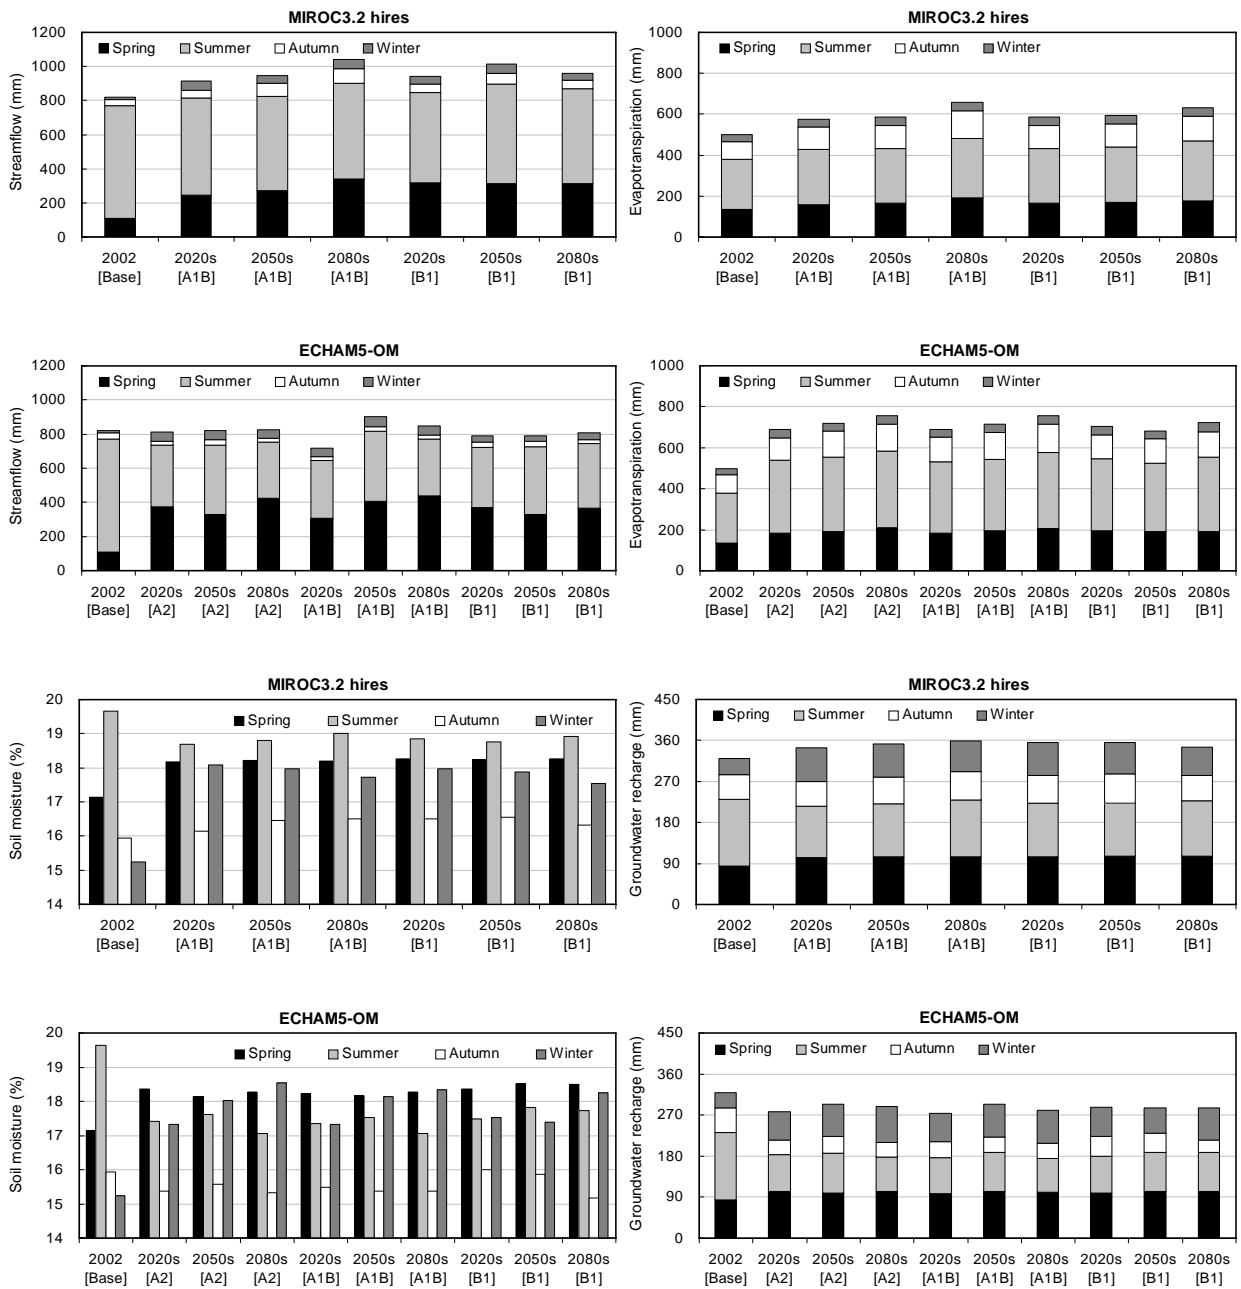 MIROC3.2 hires
Streamflow (mm)
1200
1000
800
600
400
200
0
Spring Summer Autumn Winter
2002 2020s 2050s 2080s 2020s 2050s 2080s
[Base] [A1B] [A1B] [A1B] [B1] [B1] [B1]
MIROC3.2 hires
Evapotranspiration (mm)
1000
800
600
400
200
0
Spring Summer Autumn Winter
2002 2020s 2050s 2080s 2020s 2050s 2080s
[Base] [A1B] [A1B] [A1B] [B1] [B1] [B1]
ECHAM5-OM
Streamflow (mm)
1200
1000
800
600
400
200
0
Spring Summer Autumn Winter
2002 2020s 2050s 2080s 2020s 2050s 2080s 2020s 2050s 2080s
[Base] [A2] [A2] [A2] [A1B] [A1B] [A1B] [B1] [B1] [B1]
ECHAM5-OM
Evapotranspiration (mm)
1000
800
600
400
200
0
Spring Summer Autumn Winter
2002 2020s 2050s 2080s 2020s 2050s 2080s 2020s 2050s 2080s
[Base] [A2] [A2] [A2] [A1B] [A1B] [A1B] [B1] [B1] [B1]
MIROC3.2 hires
Soil moisture (%)
20
19
18
17
16
15
14
Spring Summer Autumn Winter
2002 2020s 2050s 2080s 2020s 2050s 2080s
[Base] [A1B] [A1B] [A1B] [B1] [B1] [B1]
MIROC3.2 hires
Groundwater recharge (mm)
450
360
270
180
90
0
Spring Summer Autumn Winter
2002 2020s 2050s 2080s 2020s 2050s 2080s
[Base] [A1B] [A1B] [A1B] [B1] [B1] [B1]
ECHAM5-OM
Soil moisture (%)
20
19
18
17
16
15
14
Spring Summer Autumn Winter
2002 2020s 2050s 2080s 2020s 2050s 2080s 2020s 2050s 2080s
[Base] [A2] [A2] [A2] [A1B] [A1B] [A1B] [B1] [B1] [B1]
ECHAM5-OM
Groundwater recharge (mm)
450
360
270
180
90
0
Spring Summer Autumn Winter
2002 2020s 2050s 2080s 2020s 2050s 2080s 2020s 2050s 2080s
[Base] [A2] [A2] [A2] [A1B] [A1B] [A1B] [B1] [B1] [B1]